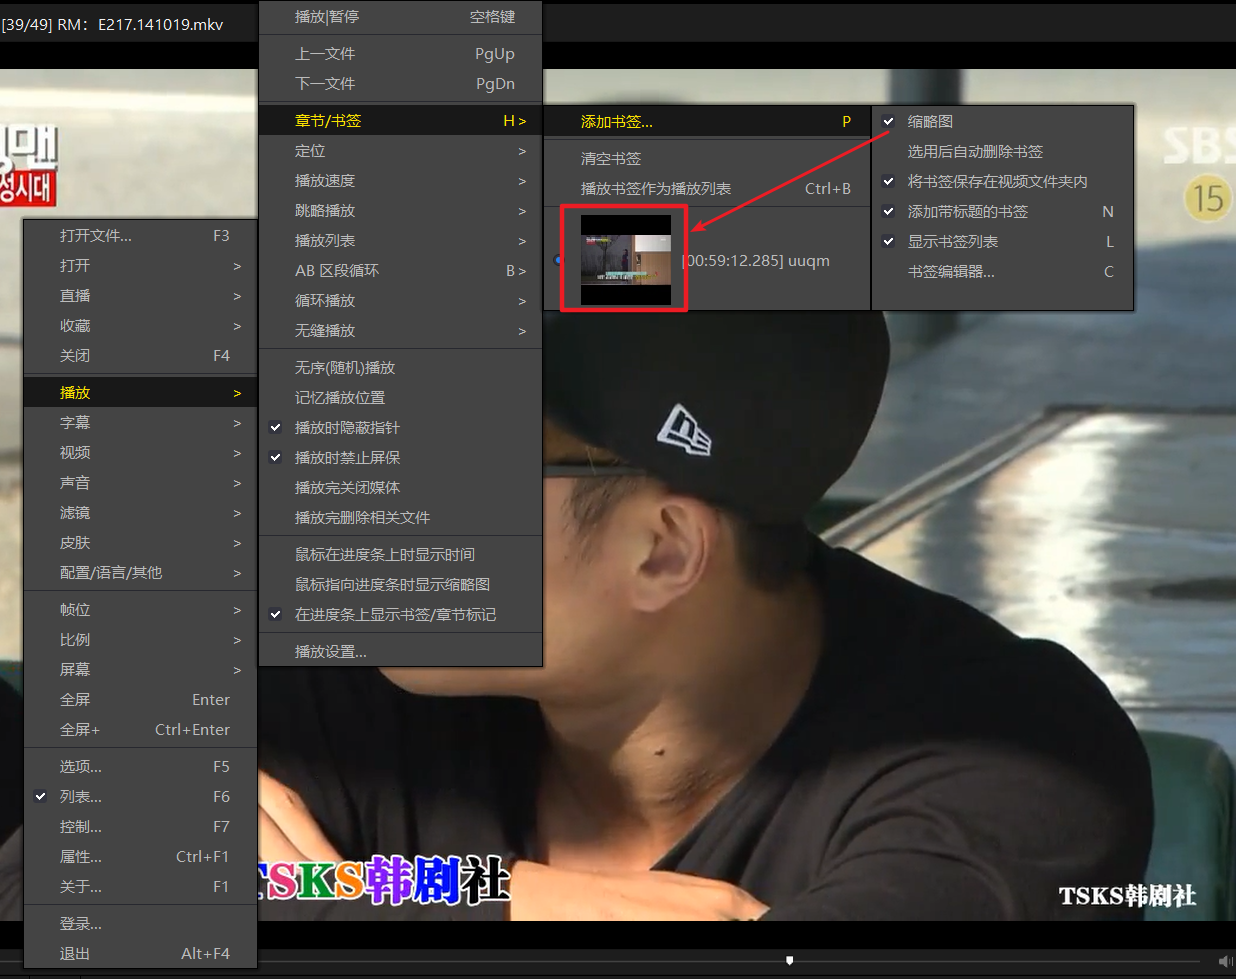 [39/49] RM：E217.141019.mkv
播放|暂停 空格键
上一文件 PgUp
下一文件 PgDn
章节/书签 H >
定位 >
播放速度 >
跳略播放 >
播放列表 >
AB 区段循环 B >
循环播放 >
无缝播放 >
无序(随机)播放
记忆播放位置
播放时隐蔽指针
播放时禁止屏保
播放完关闭媒体
播放完删除相关文件
鼠标在进度条上时显示时间
鼠标指向进度条时显示缩略图
在进度条上显示书签/章节标记
播放设置...
添加书签... P
清空书签
播放书签作为播放列表 Ctrl+B
[00:59:12.285] uuqm
缩略图
选用后自动删除书签
将书签保存在视频文件夹内
添加带标题的书签 N
显示书签列表 L
书签编辑器... C
SBS
15
맨
성시대
打开文件... F3
打开 >
直播 >
收藏 >
关闭 F4
播放 >
字幕 >
视频 >
声音 >
滤镜 >
皮肤 >
配置/语言/其他 >
帧位 >
比例 >
屏幕 >
全屏 Enter
全屏+ Ctrl+Enter
选项... F5
列表... F6
控制... F7
属性... Ctrl+F1
关于... F1
登录...
退出 Alt+F4
TSKS韩剧社
TSKS韩剧社